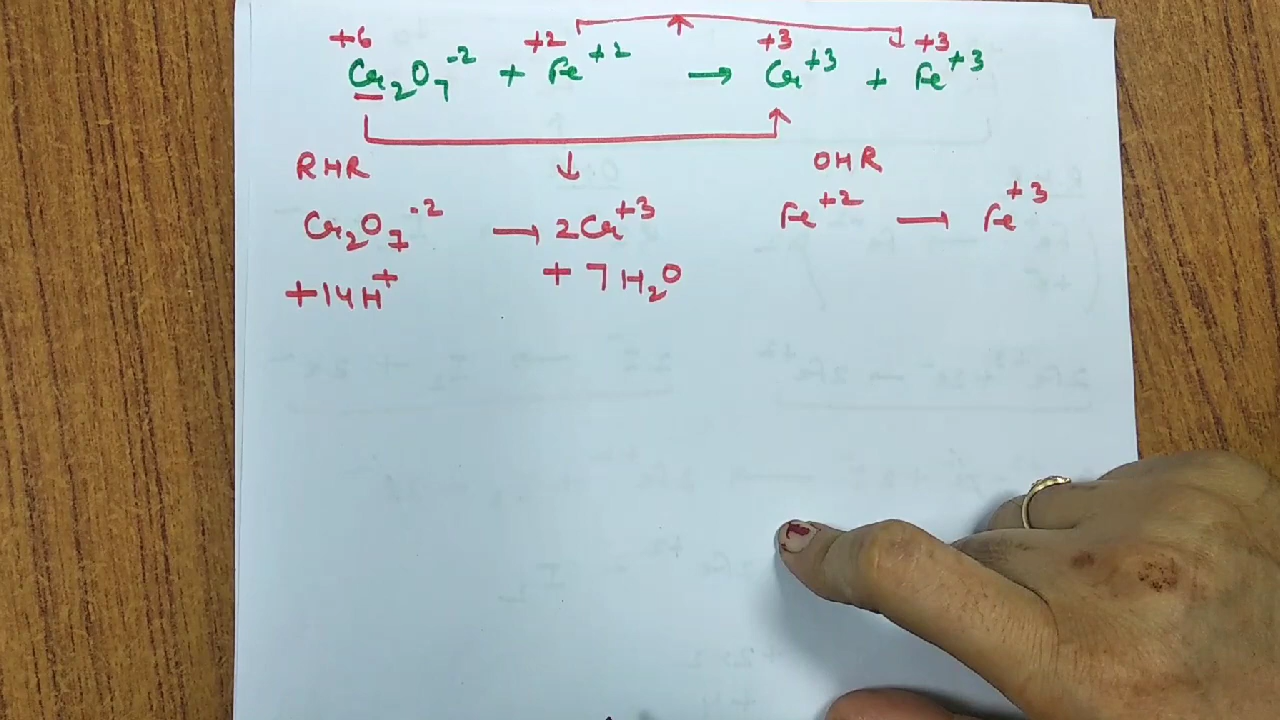 +6 +2 +3 +3
Cr₂O₇⁻² + Fe⁺² → Cr⁺³ + Fe⁺³
RHR OHR
Cr₂O₇⁻² → 2Cr⁺³ Fe⁺² → Fe⁺³
+14H⁺ + 7H₂O